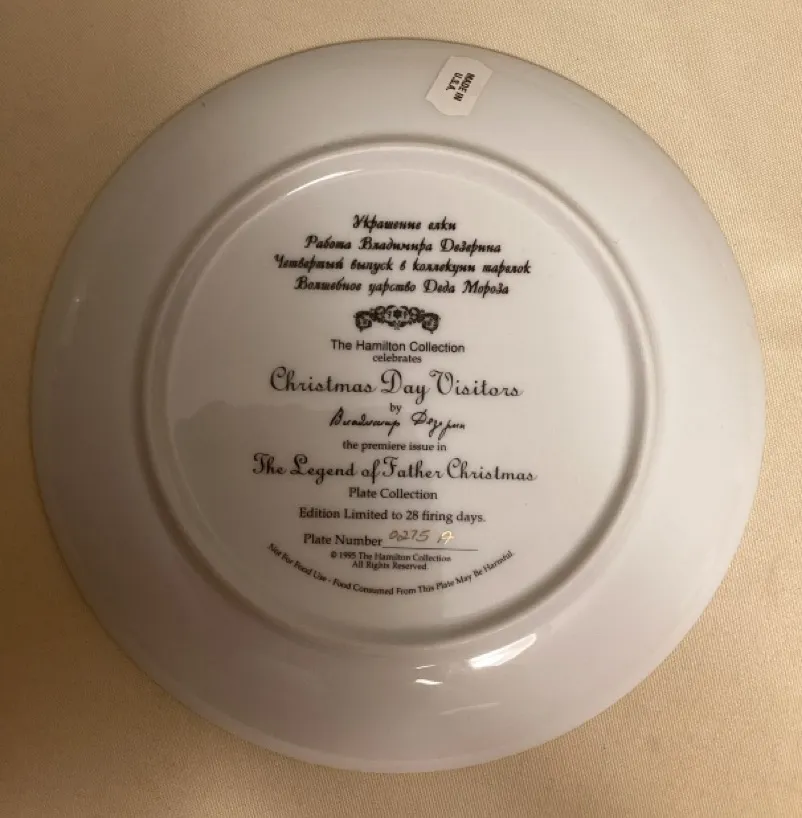 MADE IN
U.S.A.
Украшение елки
Работа Владимира Дезерина
Четвертый выпуск в коллекции тарелок
Волшебное царство Деда Мороза
The Hamilton Collection
celebrates
Christmas Day Visitors
by
Владимир
the premiere issue in
The Legend of Father Christmas
Plate Collection
Edition Limited to 28 firing days.
Plate Number 0275 A
© 1995 The Hamilton Collection
All Rights Reserved
Not For Food Use - Food Consumed From This Plate May Be Harmful